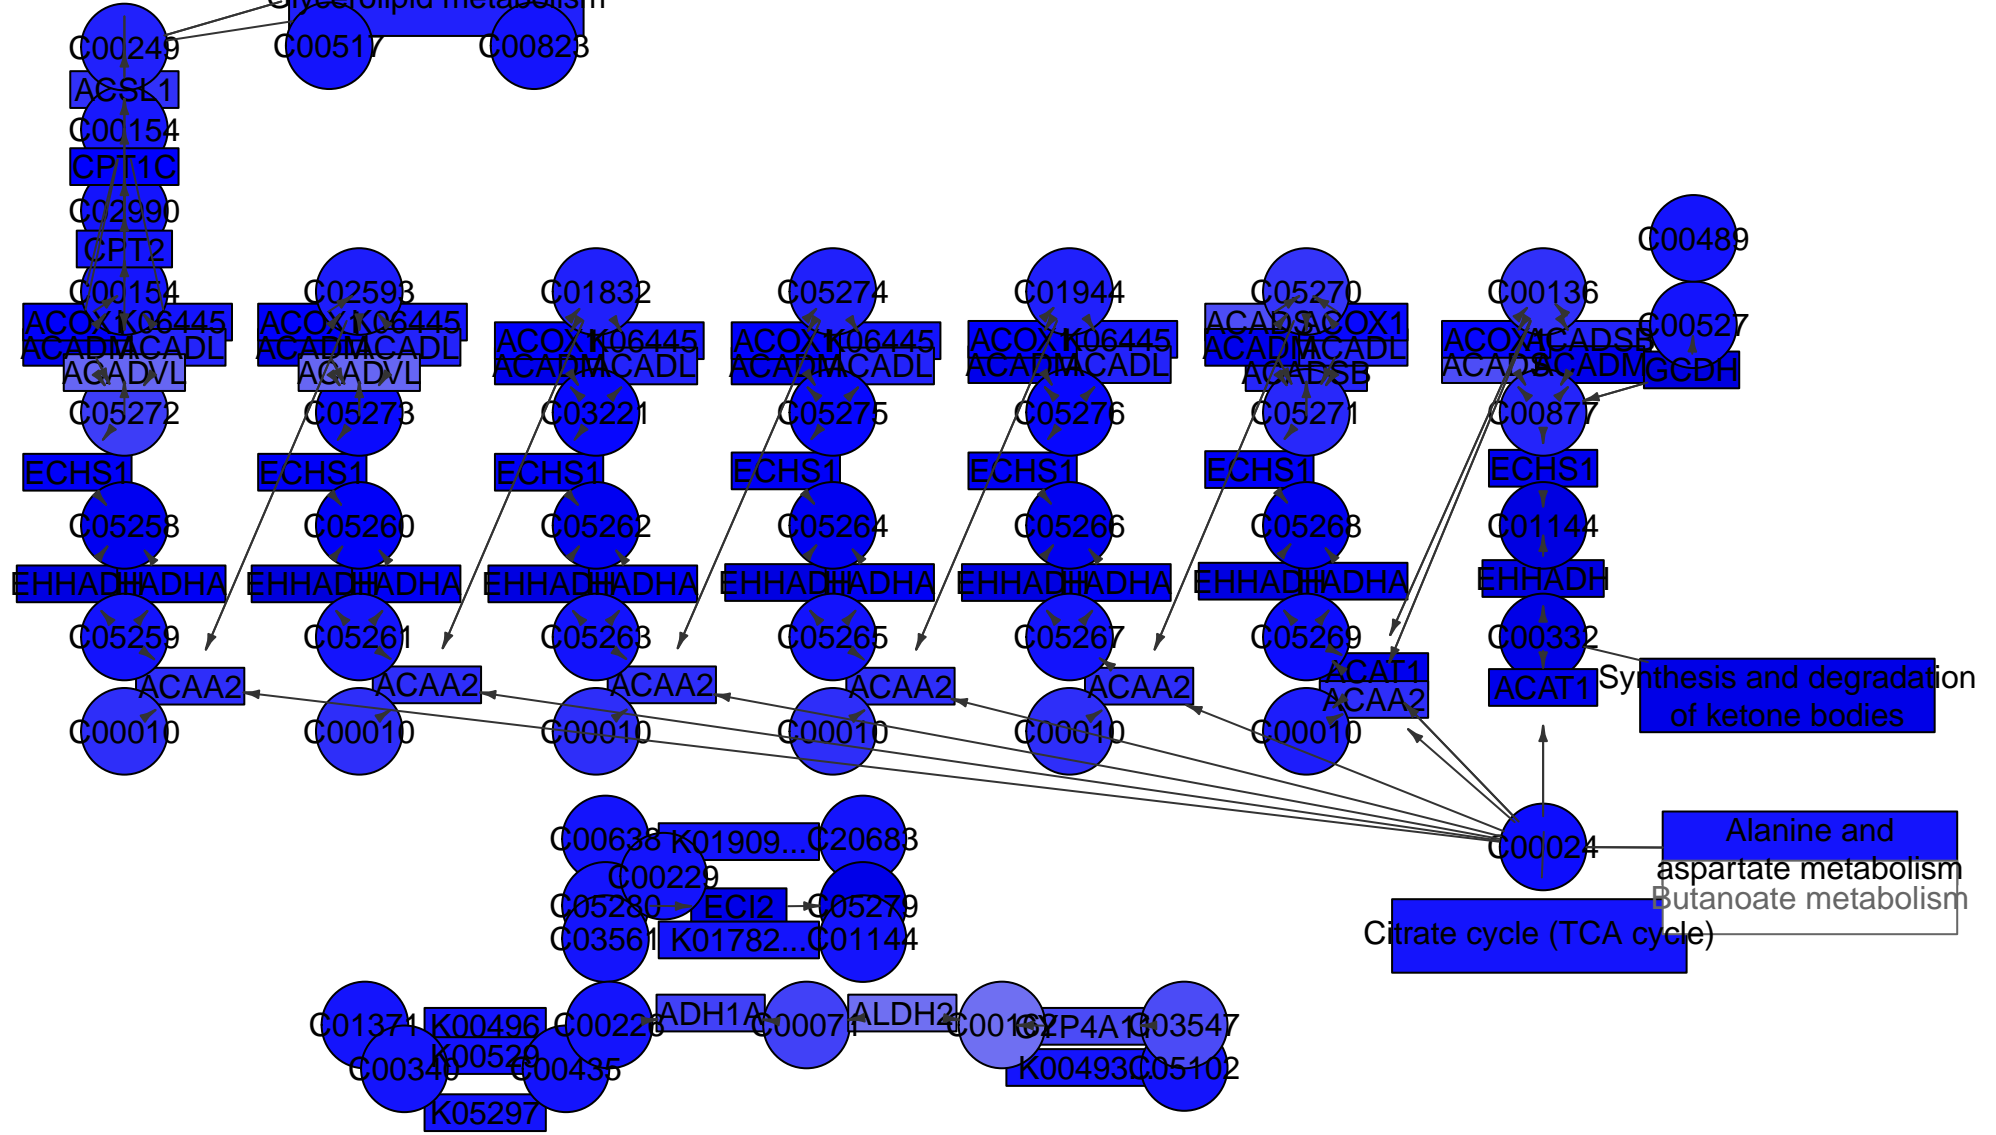 Glycerolipid metabolism
C00249
C00517
C00823
ACSL1
C00154
CPT1C
C02990
CPT2
C00489
C00154
C02593
C01832
C05274
C01944
C05270
C00136
C00527
ACOX1
K06445
ACOX1
K06445
ACOX1
K06445
ACOX1
K06445
ACOX1
K06445
ACADS
ACOX1
ACOX1
ACADSB
ACADM
ACADL
ACADM
ACADL
ACADM
ACADL
ACADM
ACADL
ACADM
ACADL
ACADM
ACADL
ACADS
ACADM
GCDH
ACADVL
ACADVL
ACADSB
C05272
C05273
C03221
C05275
C05276
C05271
C00877
ECHS1
ECHS1
ECHS1
ECHS1
ECHS1
ECHS1
ECHS1
C05258
C05260
C05262
C05264
C05266
C05268
C01144
EHHADH
HADHA
EHHADH
HADHA
EHHADH
HADHA
EHHADH
HADHA
EHHADH
HADHA
EHHADH
HADHA
EHHADH
C05259
C05261
C05263
C05265
C05267
C05269
C00332
ACAA2
ACAA2
ACAA2
ACAA2
ACAA2
ACAT1
ACAA2
ACAT1
Synthesis and degradation
of ketone bodies
C00010
C00010
C00010
C00010
C00010
C00010
C00638
K01909...
C20683
C00229
C00024
Alanine and
aspartate metabolism
Butanoate metabolism
C05280
ECI2
C05279
C03561
K01782...
C01144
Citrate cycle (TCA cycle)
C01371
K00496
C00226
ADH1A
C00071
ALDH2
C00162
CYP4A11
C03547
C00340
K00529
C00435
K00493...
C05102
K05297